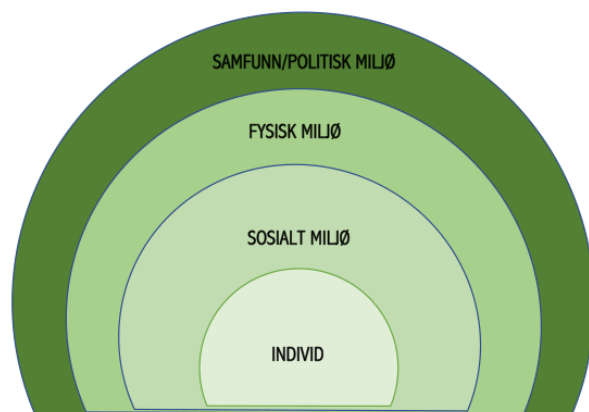 SAMFUNN/POLITISK MILJØ
FYSISK MILJØ
SOSIALT MILJØ
INDIVID